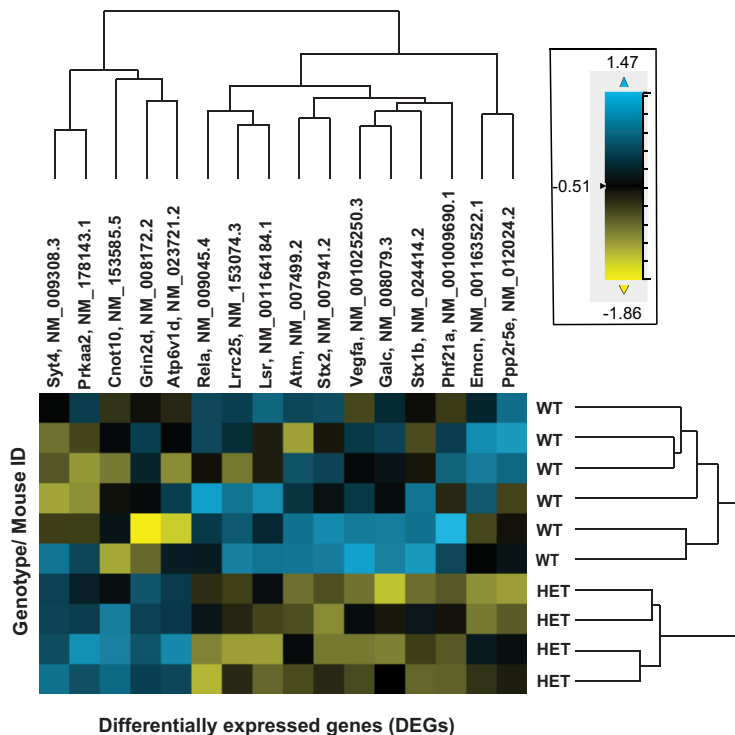 1.47
-0.51
-1.86
Syt4, NM_009308.3
Prkaa2, NM_178143.1
Cnot10, NM_153585.5
Grin2d, NM_008172.2
Atp6v1d, NM_023721.2
Rela, NM_009045.4
Lrrc25, NM_153074.3
Lsr, NM_001164184.1
Atm, NM_007499.2
Stx2, NM_007941.2
Vegfa, NM_001025250.3
Galc, NM_008079.3
Stx1b, NM_024414.2
Phf21a, NM_001009690.1
Emcn, NM_001163522.1
Ppp2r5e, NM_012024.2
Genotype/ Mouse ID
WT
WT
WT
WT
WT
WT
HET
HET
HET
HET
Differentially expressed genes (DEGs)